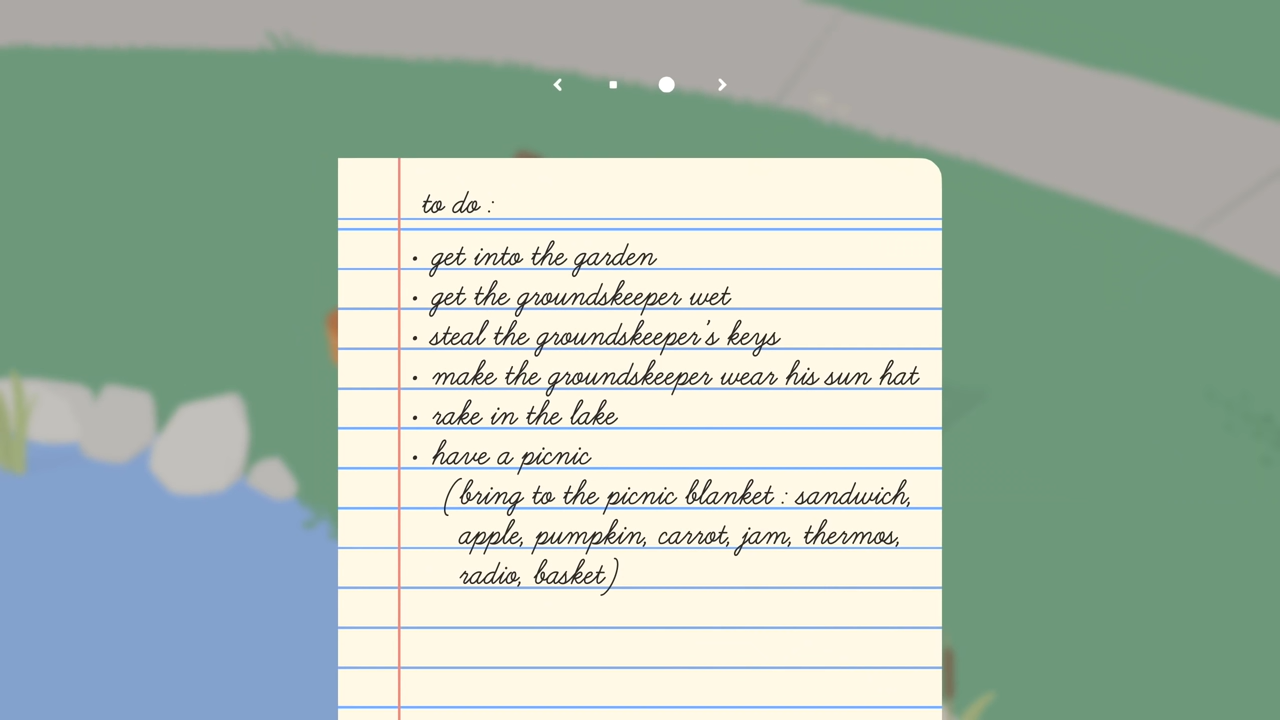 to do :
• get into the garden
• get the groundskeeper wet
• steal the groundskeeper's keys
• make the groundskeeper wear his sun hat
• rake in the lake
• have a picnic
(bring to the picnic blanket : sandwich,
apple, pumpkin, carrot, jam, thermos,
radio, basket)